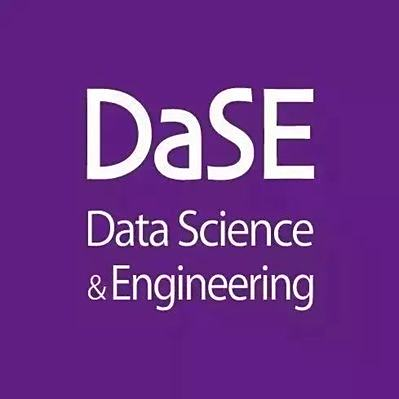 DaSE
Data Science
& Engineering